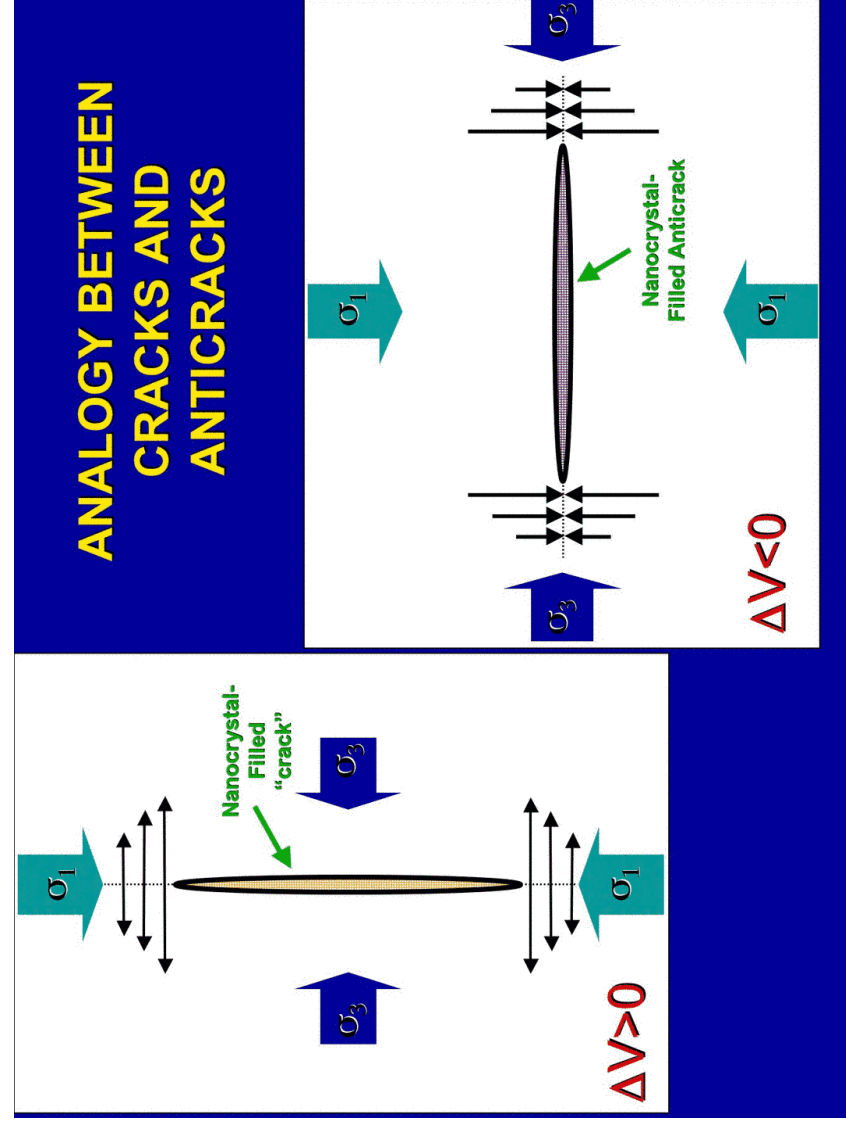 ANALOGY BETWEEN
CRACKS AND
ANTICRACKS
σ1
Nanocrystal-
Filled
“crack”
σ3
σ3
σ1
ΔV>0
σ1
σ3
σ3
Nanocrystal-
Filled Anticrack
σ1
ΔV<0